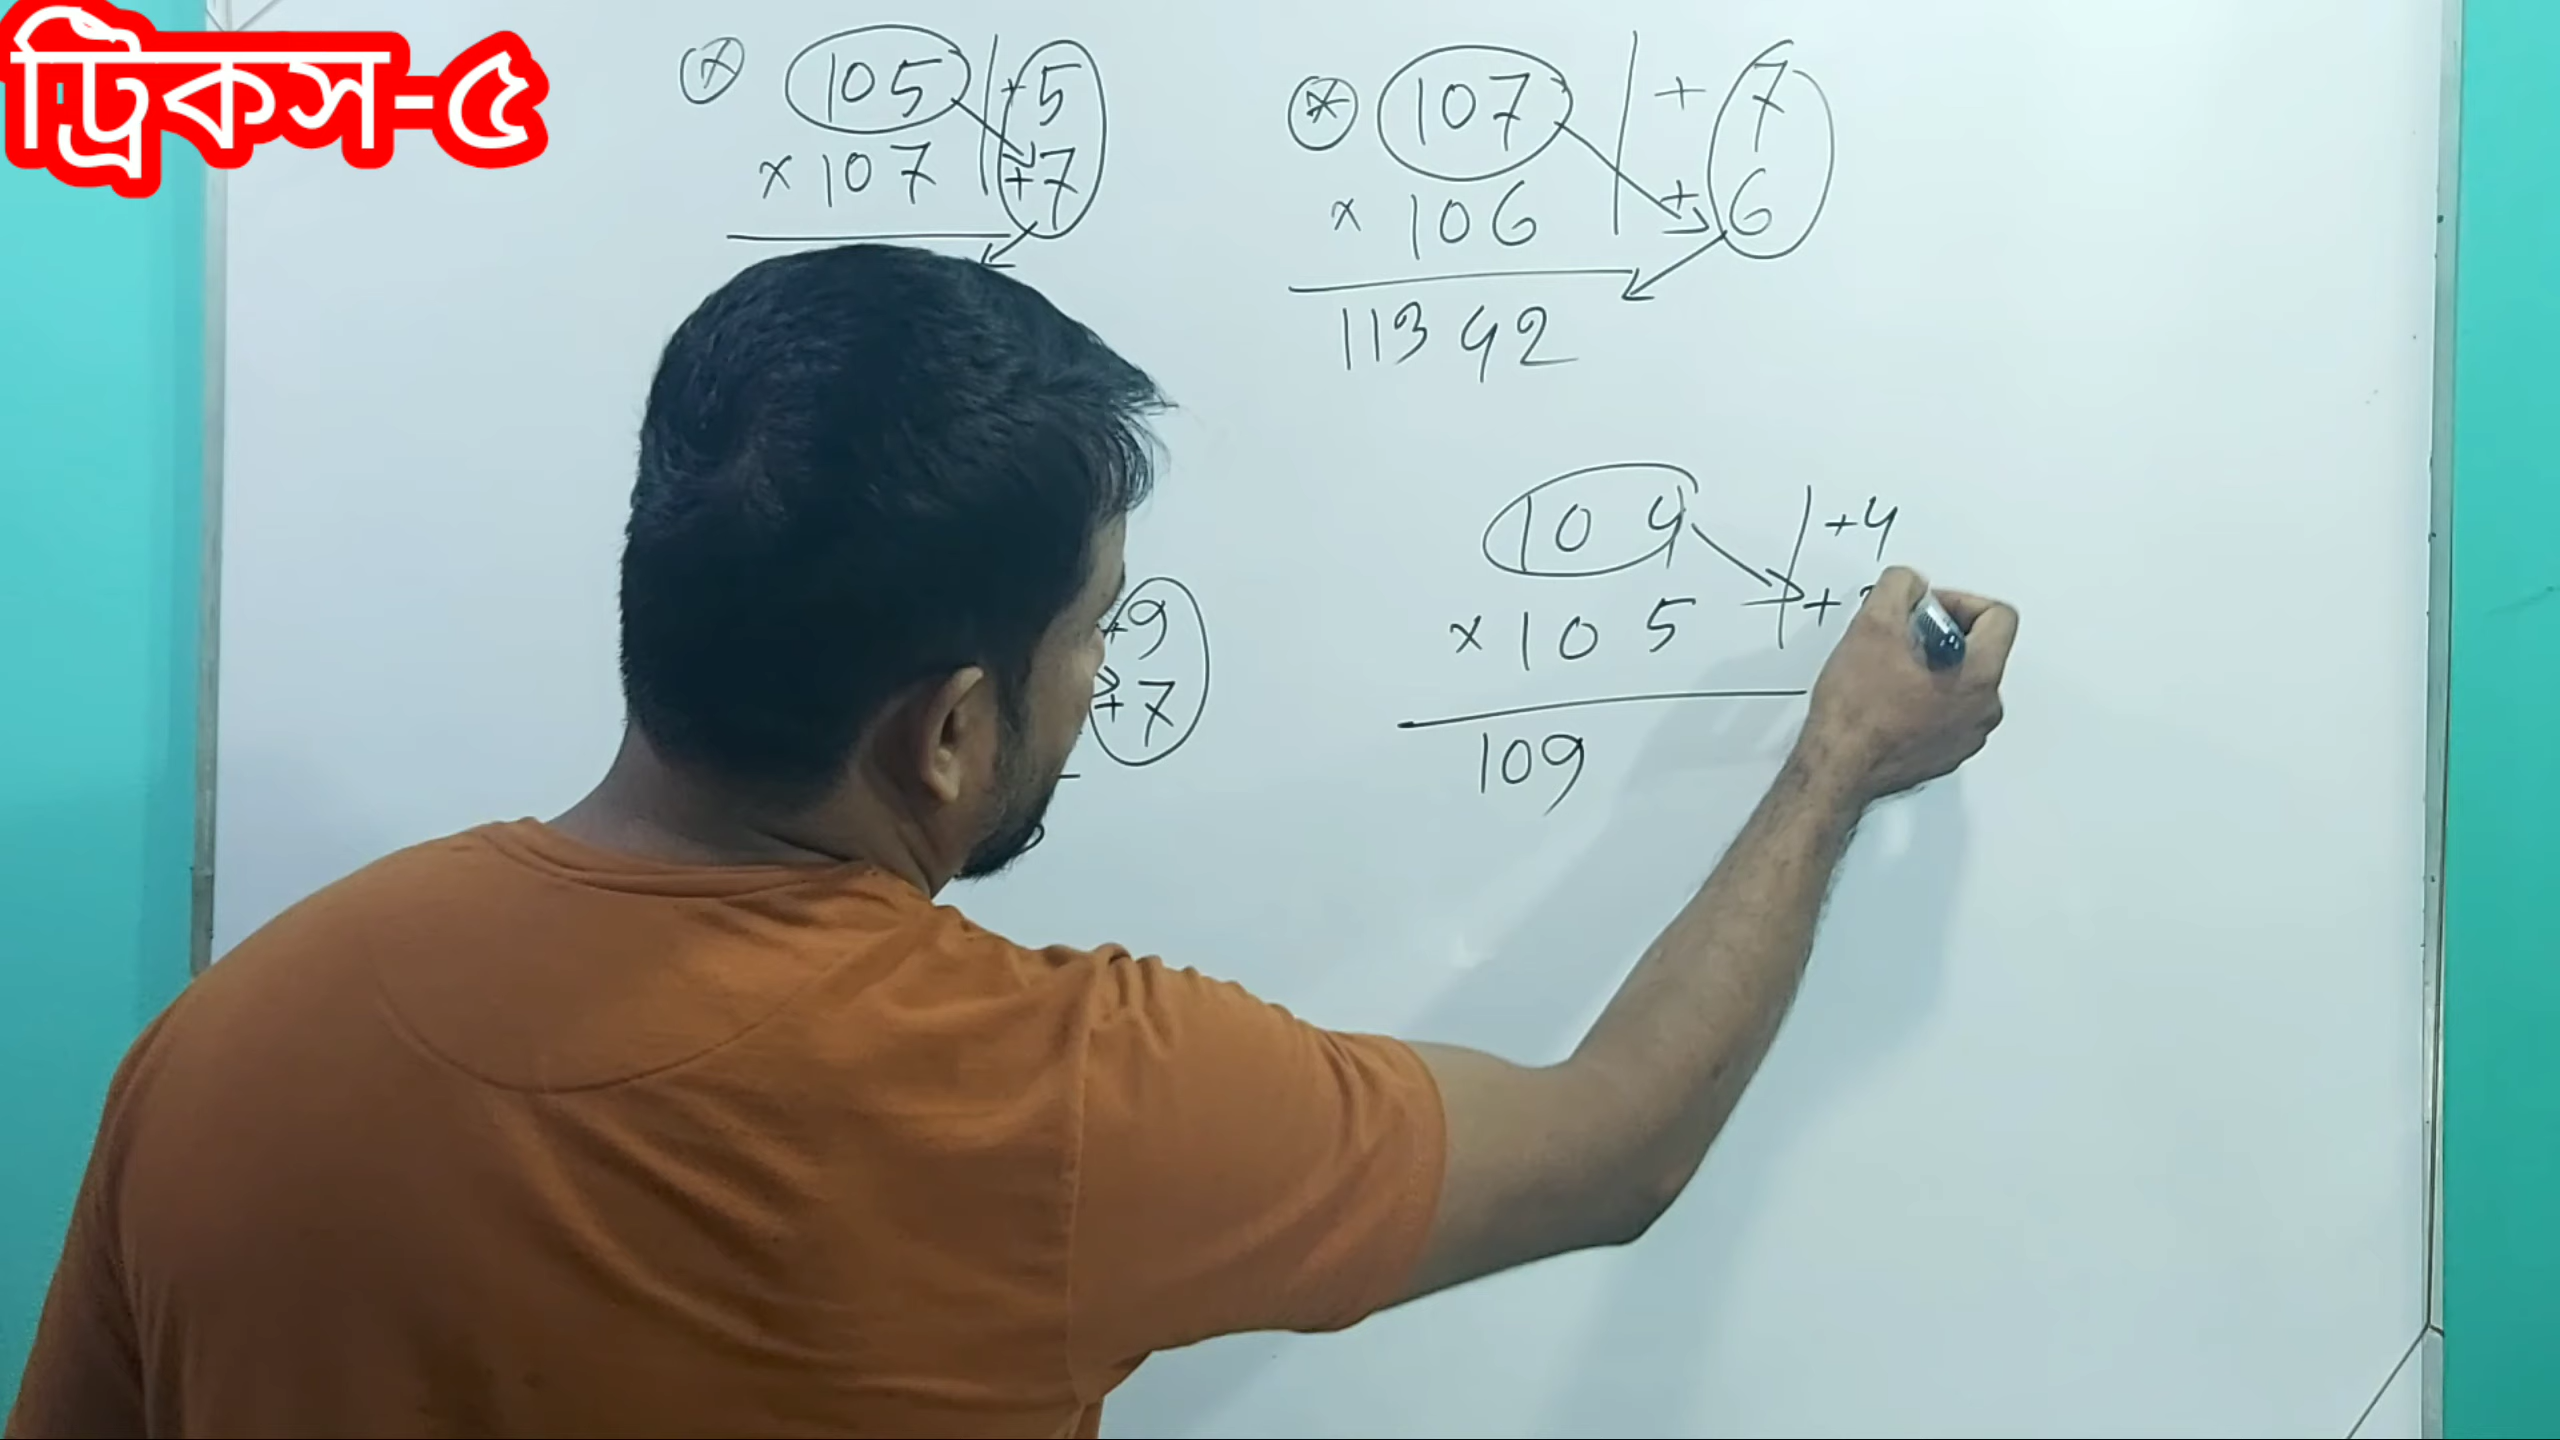 ট্রিকস-৫
105 | +5
× 107 | +7
107 | + 7
× 106 | + 6
11342
104 | +4
× 105 | +
109
+9
+7